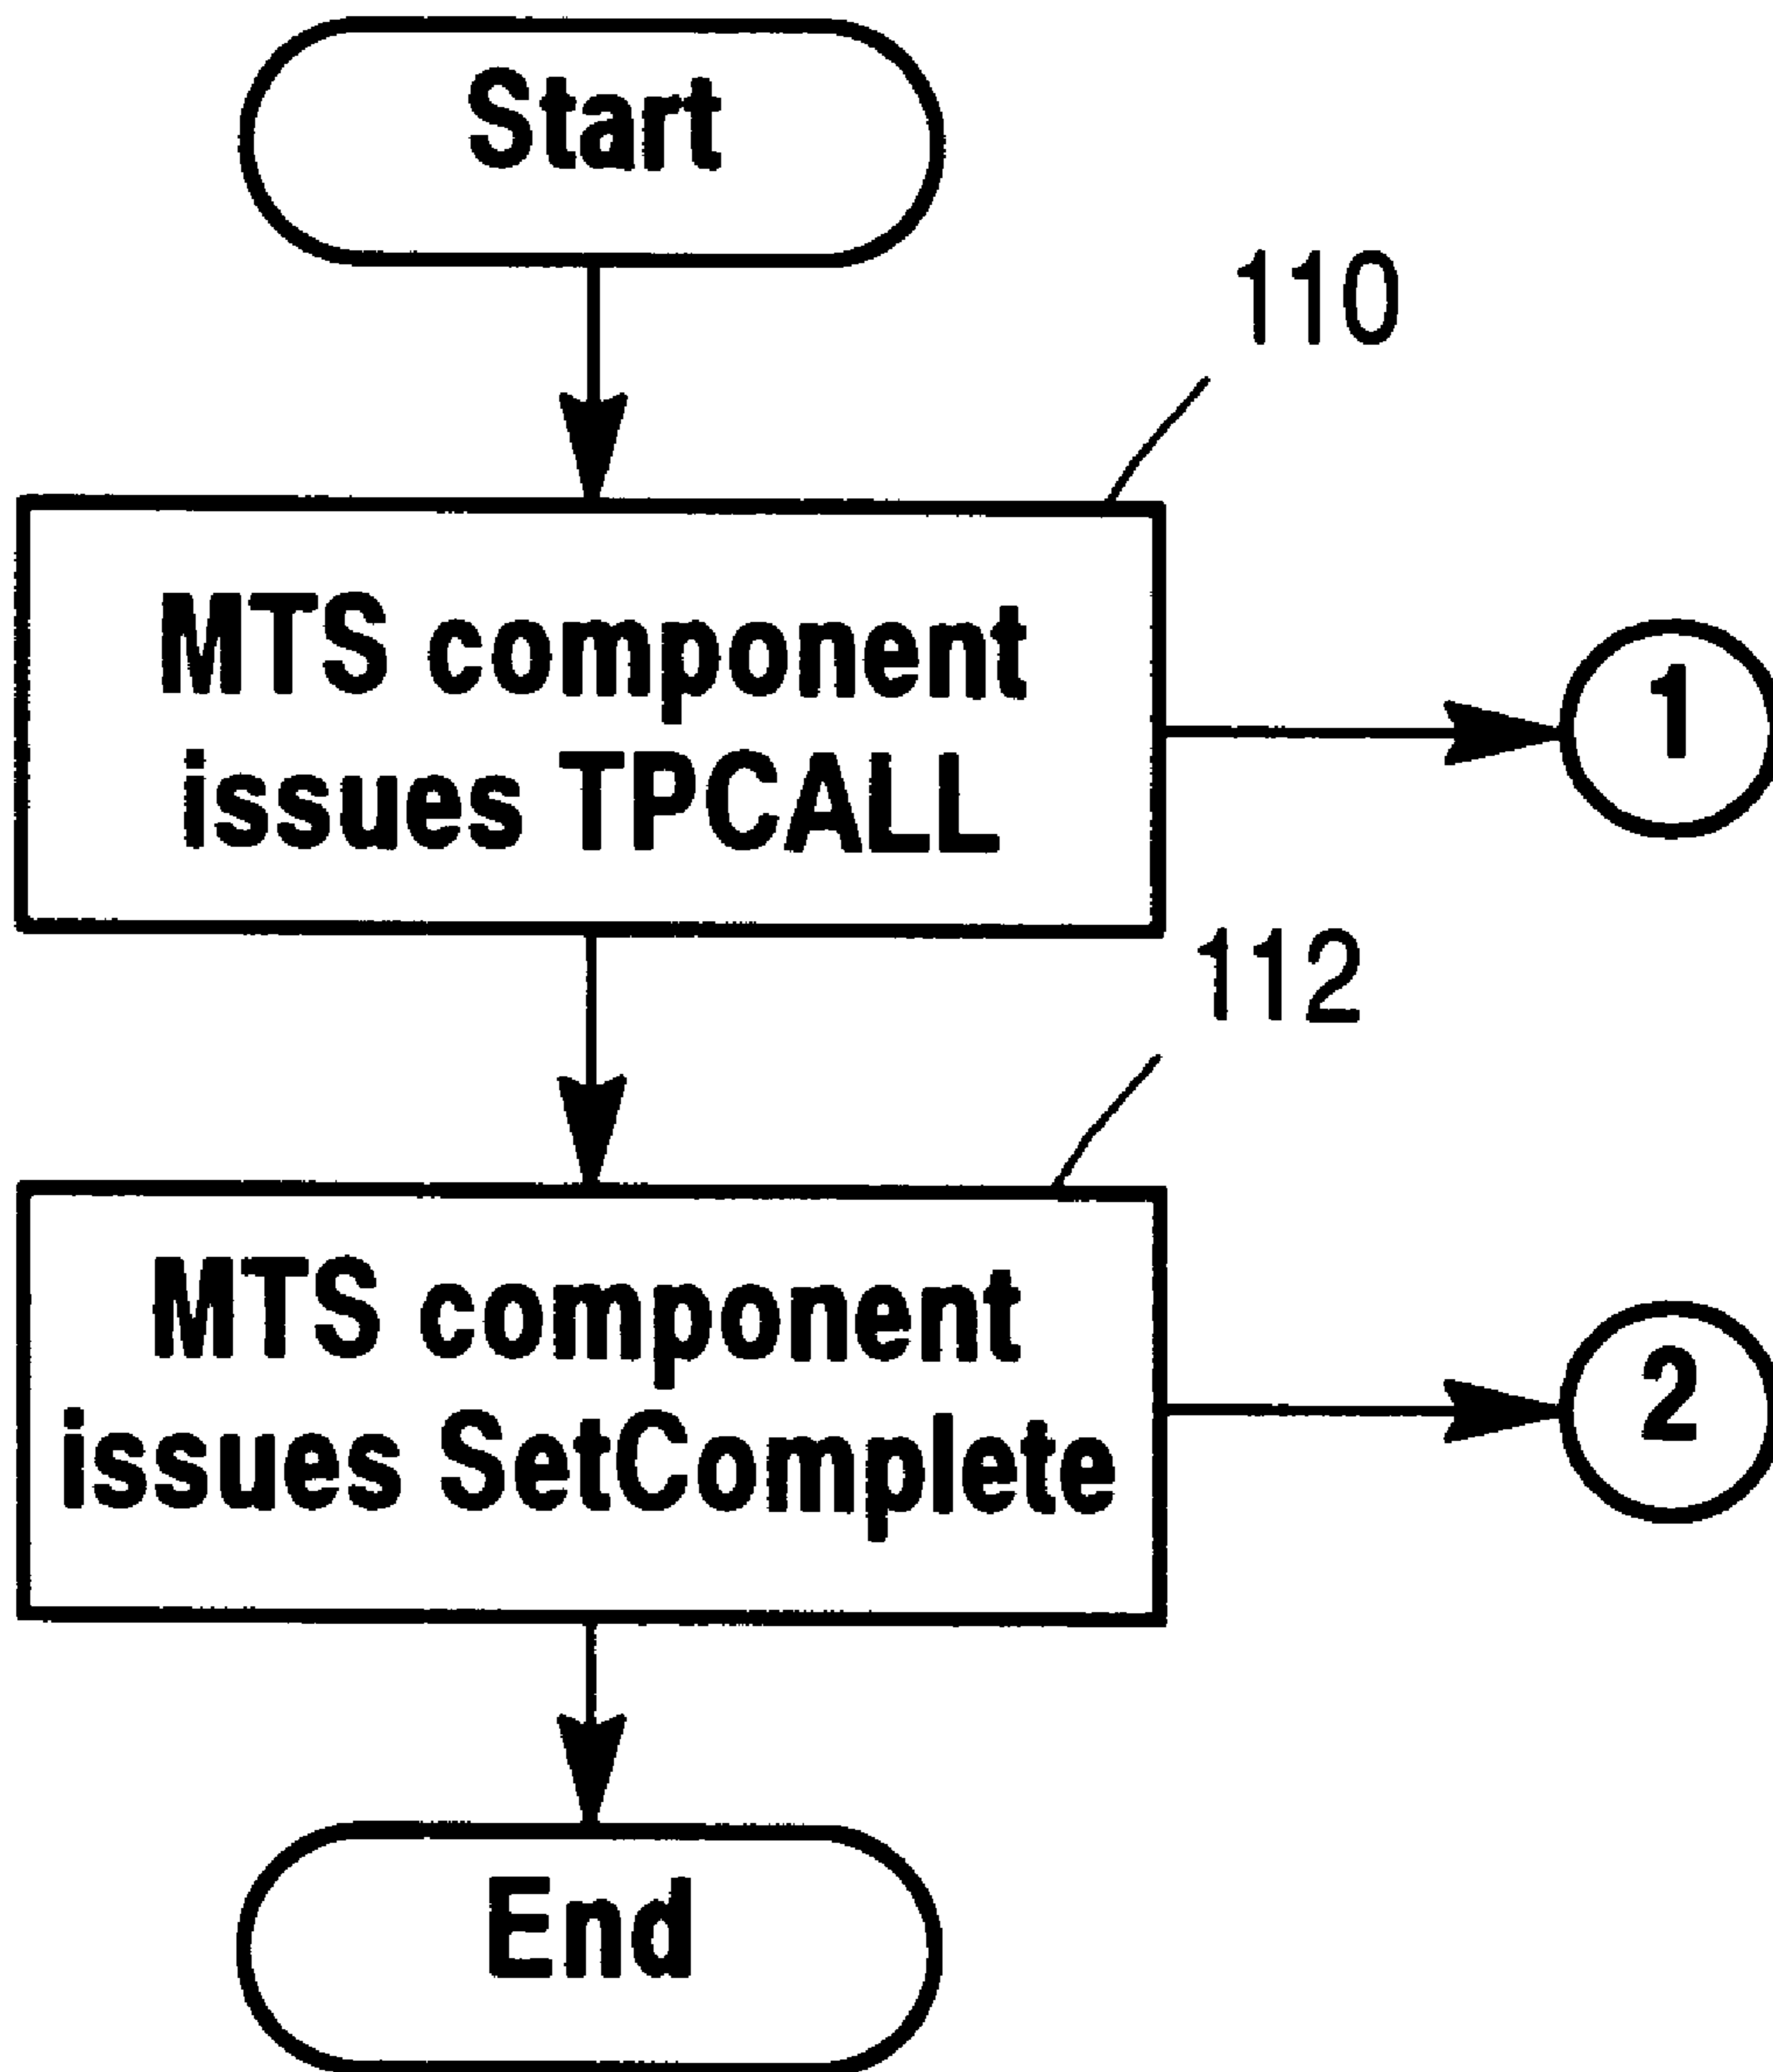 Start
110
MTS component
issues TPCALL
1
112
MTS component
issues SetComplete
2
End